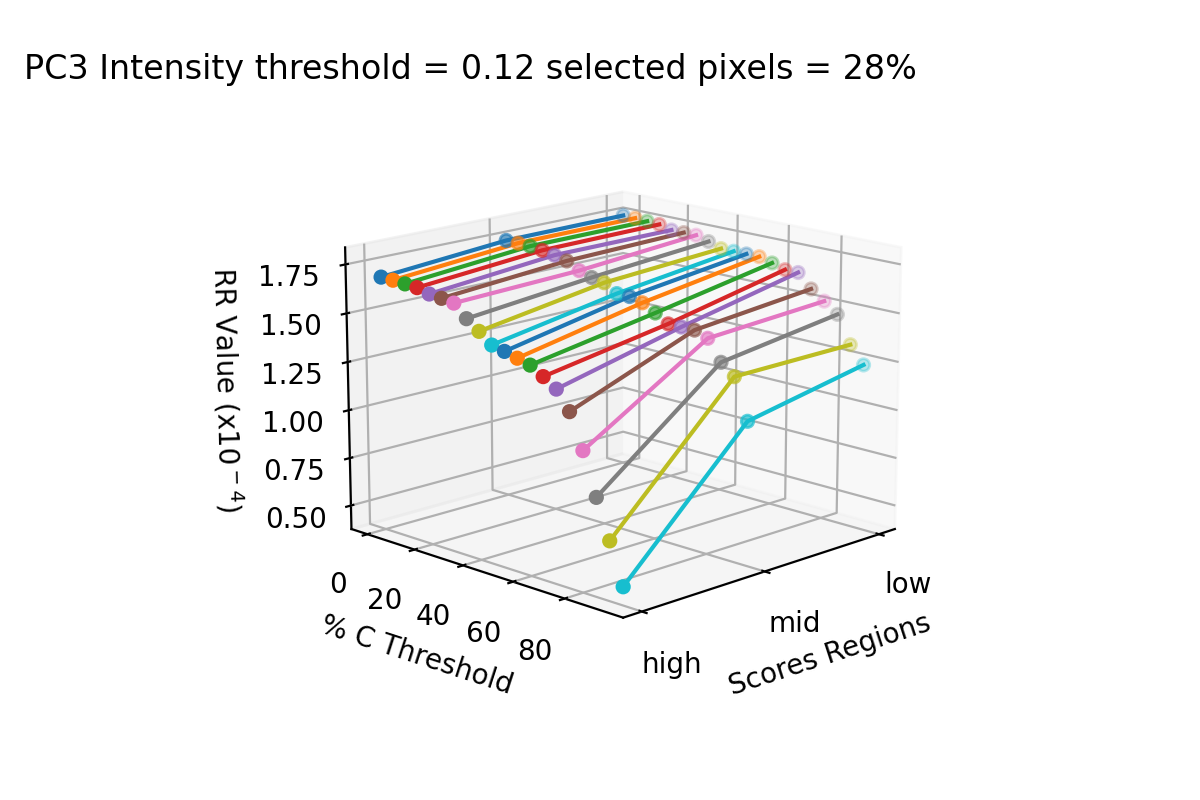 PC3 Intensity threshold = 0.12 selected pixels = 28%
RR Value (x10⁻⁴)
1.75
1.50
1.25
1.00
0.75
0.50
0
20
40
60
80
% C Threshold
high
mid
low
Scores Regions